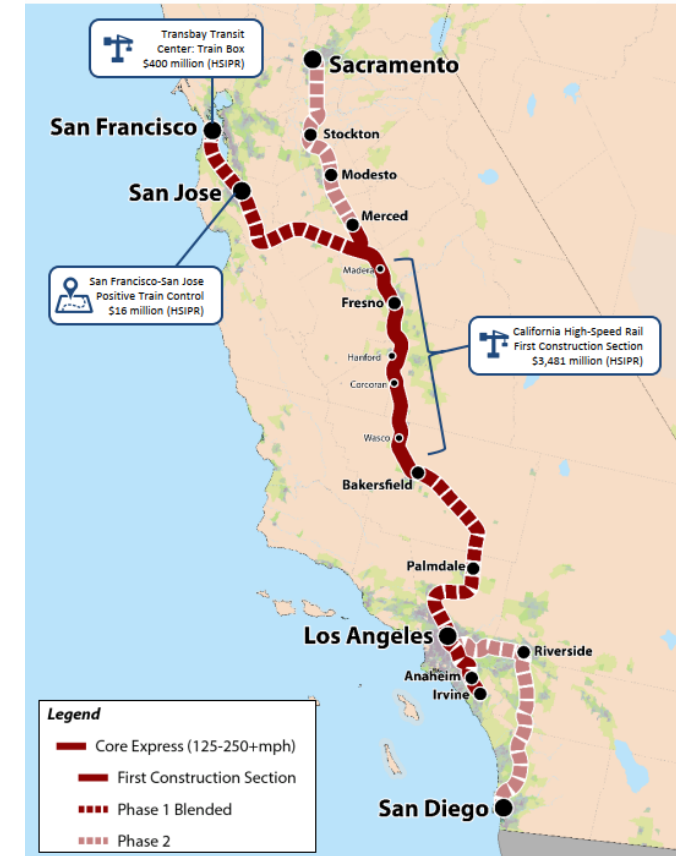 Transbay Transit
Center: Train Box
$400 million (HSIPR)
Sacramento
San Francisco
Stockton
Modesto
San Jose
Merced
Madera
San Francisco-San Jose
Positive Train Control
$16 million (HSIPR)
Fresno
California High-Speed Rail
First Construction Section
$3,481 million (HSIPR)
Hanford
Corcoran
Wasco
Bakersfield
Palmdale
Los Angeles
Riverside
Anaheim
Irvine
San Diego
Legend
Core Express (125-250+mph)
First Construction Section
Phase 1 Blended
Phase 2